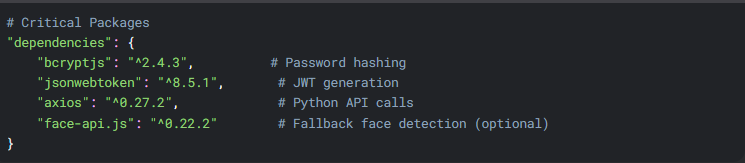 # Critical Packages
"dependencies": {
    "bcryptjs": "^2.4.3",          # Password hashing
    "jsonwebtoken": "^8.5.1",       # JWT generation
    "axios": "^0.27.2",             # Python API calls
    "face-api.js": "^0.22.2"        # Fallback face detection (optional)
}